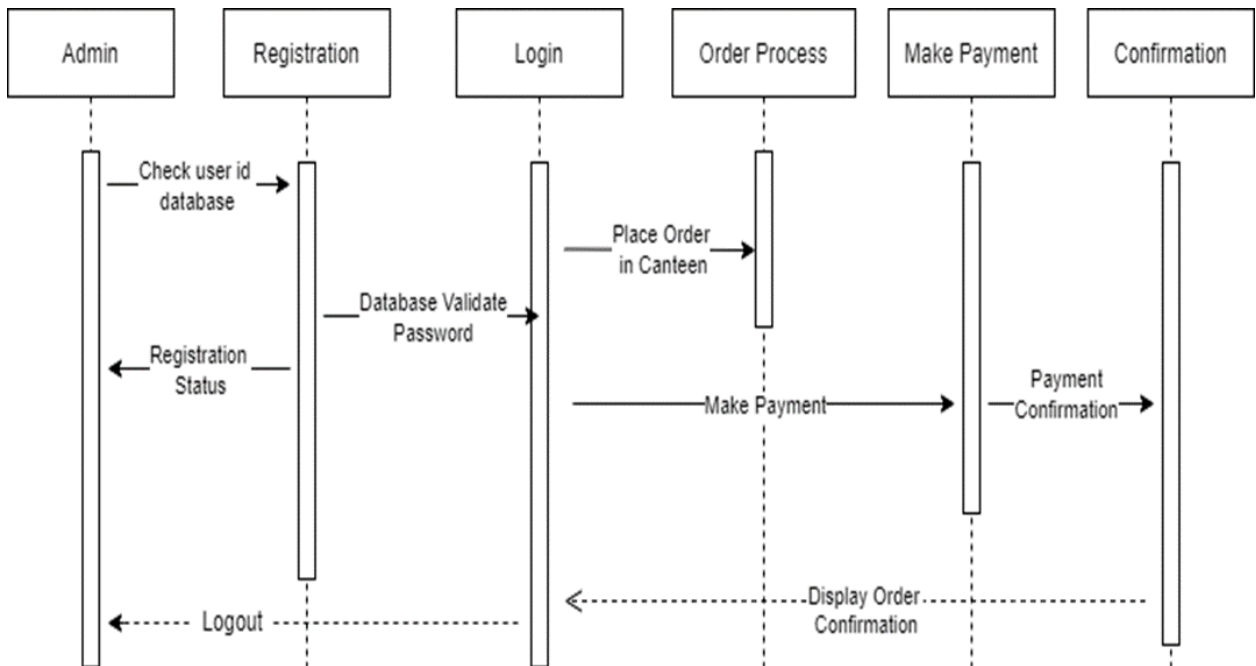 Admin
Registration
Login
Order Process
Make Payment
Confirmation
Check user id
database
Place Order
in Canteen
Database Validate
Password
Registration
Status
Make Payment
Payment
Confirmation
Display Order
Confirmation
Logout